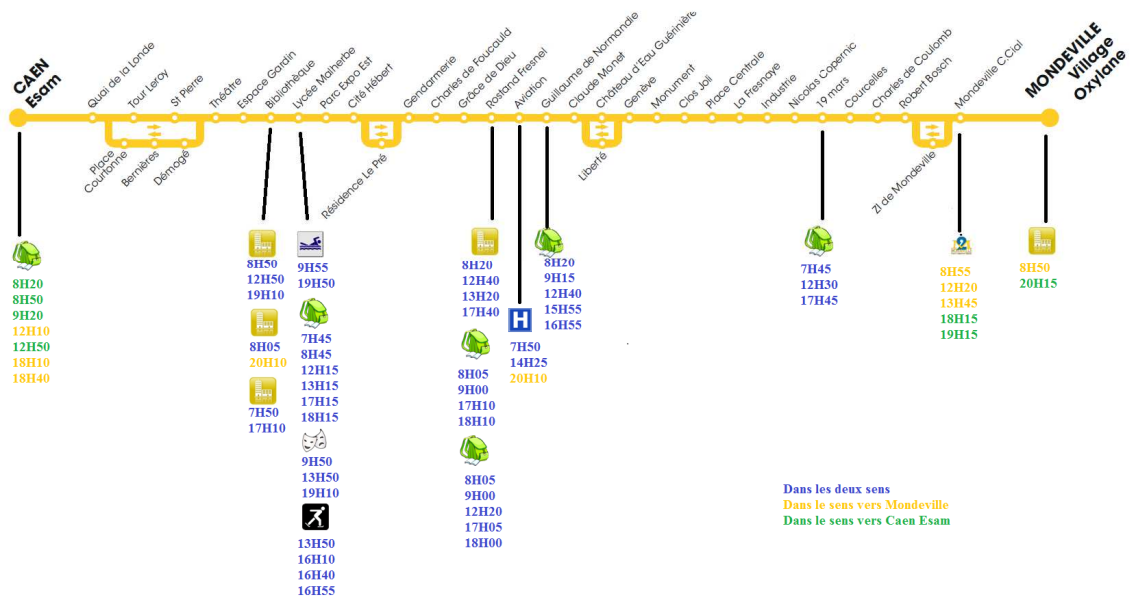 CAEN
Esam
Quai de la Londe
Tour Leroy
St Pierre
Théôtre
Espace Gardin
Bibliothèque
Lycée Malherbe
Parc Expo Est
Cité Hébert
Gendarmerie
Charles de Foucauld
Grâce de Dieu
Rostand Fresnel
Aviation
Guillaume de Normandie
Claude Monet
Château d'Eau Guérinière
Genève
Monument
Clos Joli
Place Centrale
La Fresnaye
Industrie
Nicolas Copernic
19 mars
Courcelles
Charles de Coulomb
Robert Bosch
Mondeville C.Cial
MONDEVILLE
Village
Oxylane
Place
Courtonne
Bernières
Démogé
Résidence Le Pré
Liberté
ZI de Mondeville
8H20
8H50
9H20
12H10
12H50
18H10
18H40
8H50
12H50
19H10
8H05
20H10
7H50
17H10
9H55
19H50
7H45
8H45
12H15
13H15
17H15
18H15
9H50
13H50
19H10
13H50
16H10
16H40
16H55
8H20
12H40
13H20
17H40
8H05
9H00
17H10
18H10
8H05
9H00
12H20
17H05
18H00
H
7H50
14H25
20H10
8H20
9H15
12H40
15H55
16H55
7H45
12H30
17H45
2
8H55
12H20
13H45
18H15
19H15
8H50
20H15
Dans les deux sens
Dans le sens vers Mondeville
Dans le sens vers Caen Esam